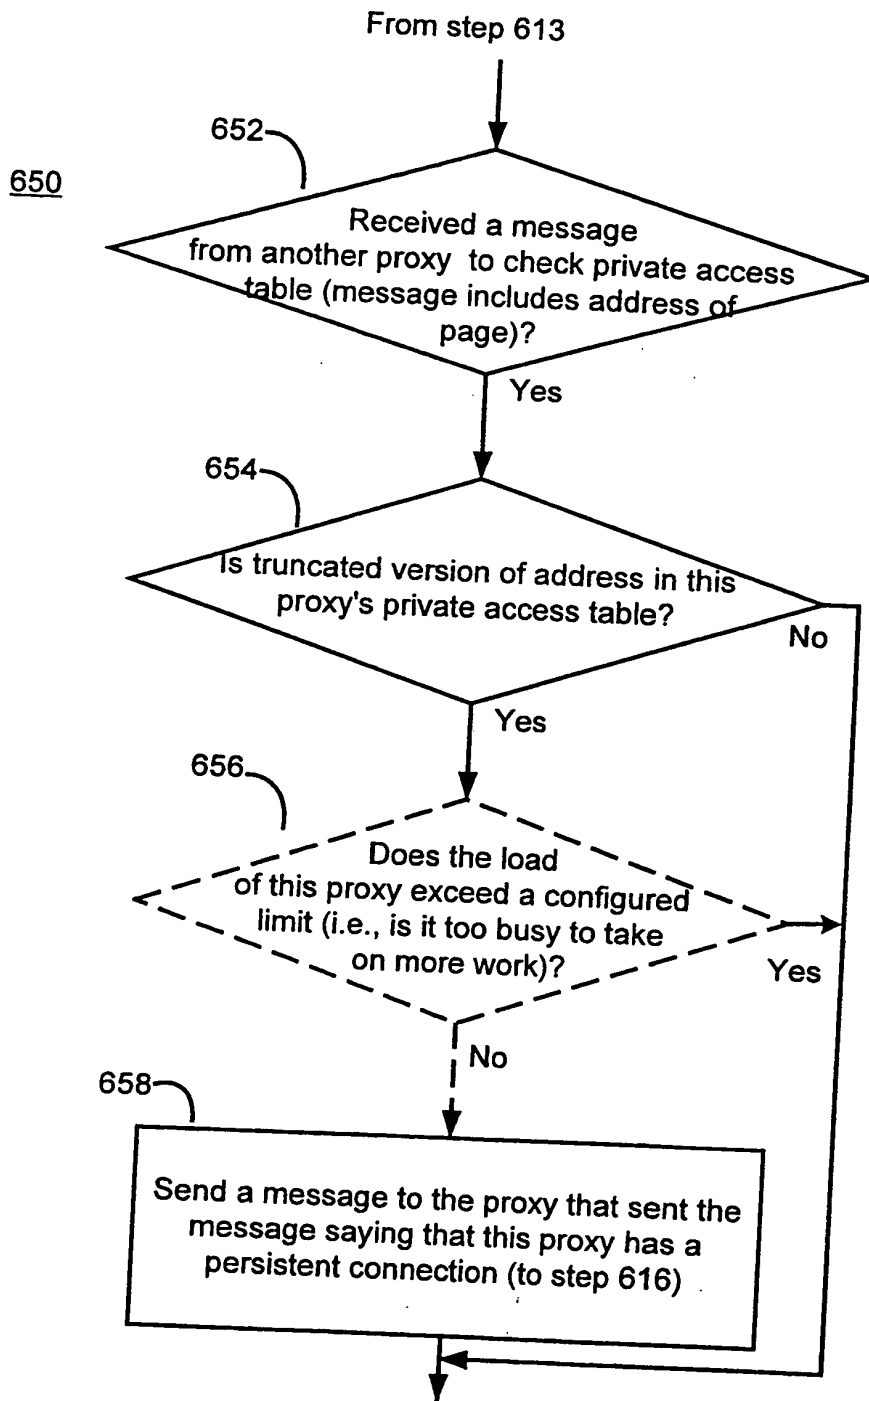 From step 613
652
650
Received a message
from another proxy to check private access
table (message includes address of
page)?
Yes
654
Is truncated version of address in this
proxy's private access table?
No
Yes
656
Does the load
of this proxy exceed a configured
limit (i.e., is it too busy to take
on more work)?
Yes
No
658
Send a message to the proxy that sent the
message saying that this proxy has a
persistent connection (to step 616)